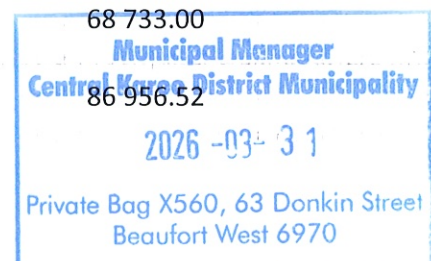 68 733.00
Municipal Manager
Central Karoo District Municipality
86 956.52
2026 -03- 31
Private Bag X560, 63 Donkin Street
Beaufort West 6970